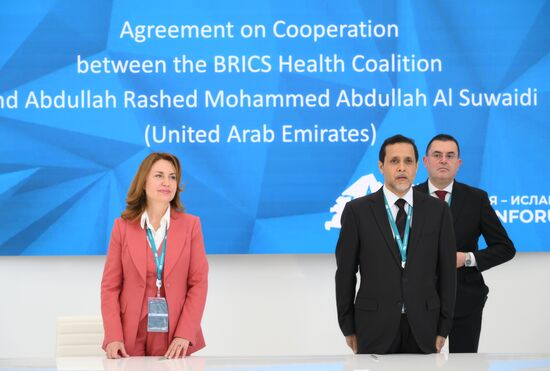 Agreement on Cooperation
between the BRICS Health Coalition
nd Abdullah Rashed Mohammed Abdullah Al Suwaidi
(United Arab Emirates)
Я – ИСЛА
NFORU